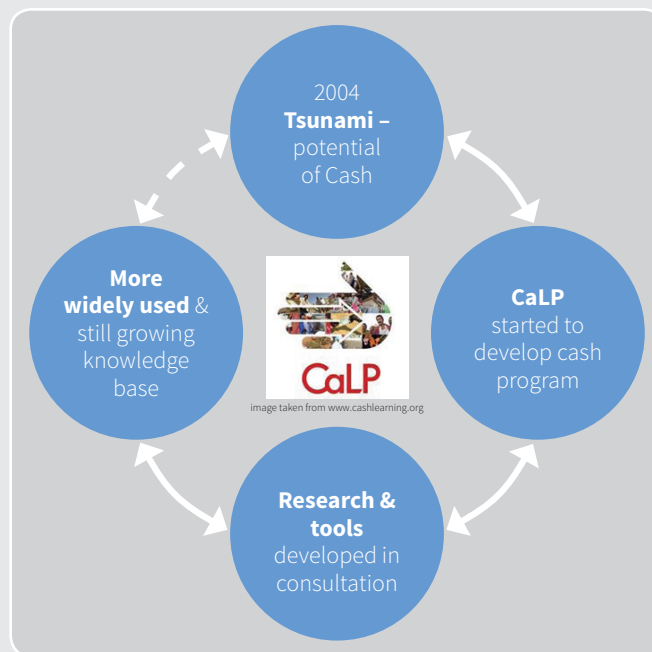 2004
Tsunami –
potential
of Cash
CaLP
started to
develop cash
program
Research &
tools
developed in
consultation
More
widely used &
still growing
knowledge
base
CaLP
image taken from www.cashlearning.org